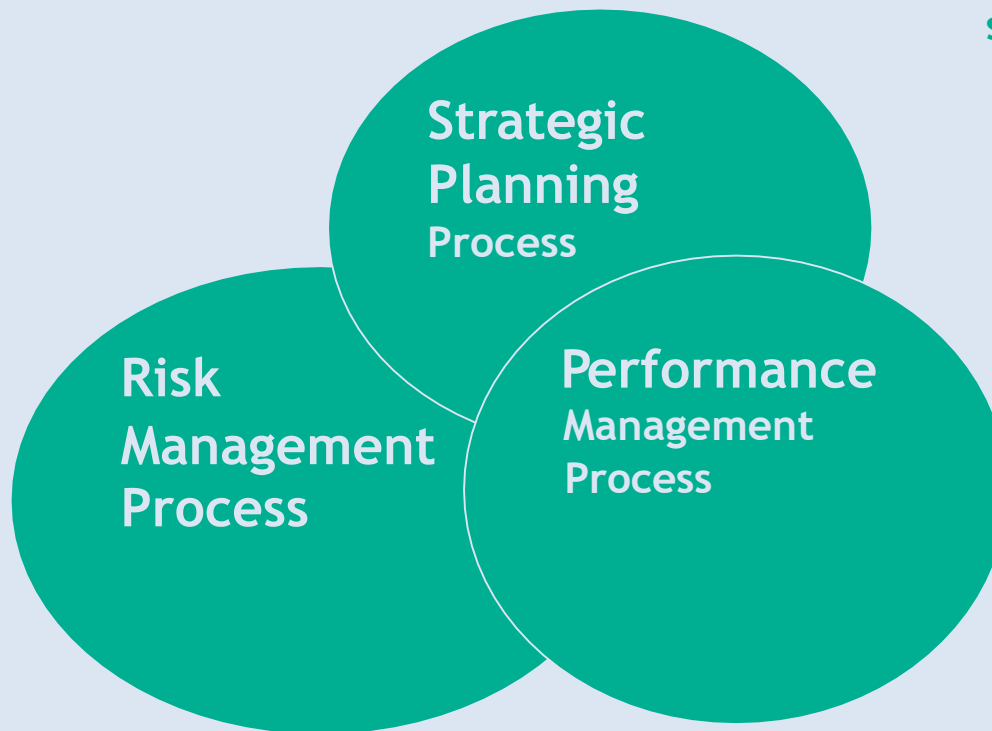 Strategic
Planning
Process
Risk
Management
Process
Performance
Management
Process